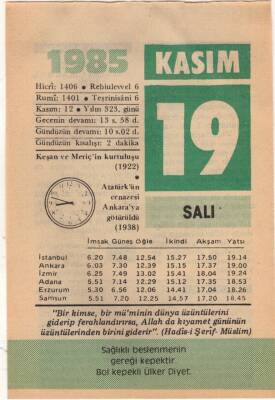 1985
KASIM
19
SALI
Hicrî: 1406 • Rebiulevvel 6
Rumî: 1401 • Teşrinisâni 6
Kasım: 12 • Yılın 323. günü
Gecenin devamı: 13 s. 58 d.
Gündüzün devamı: 10 s. 02 d.
Gündüzün kısalışı: 2 dakika
Keşan ve Meriç'in kurtuluşu
(1922)
•
Atatürk'ün
cenazesi
Ankara'ya
götürüldü
(1938)
İmsak Güneş Öğle İkindi Akşam Yatsı
İstanbul 6.20 7.48 12.54 15.27 17.50 19.14
Ankara 6.03 7.30 12.39 15.15 17.37 19.00
İzmir 6.25 7.49 13.02 15.41 18.04 19.24
Adana 5.51 7.14 12.29 15.12 17.35 18.53
Erzurum 5.30 6.56 12.06 14.41 17.04 18.26
Samsun 5.51 7.20 12.25 14.57 17.20 18.45
"Bir kimse, bir mü'minin dünya üzüntülerini
giderip ferahlandırırsa, Allah da kıyamet gününün
üzüntülerinden birini giderir". (Hadîs-i Şerif- Müslim)
Sağlıklı beslenmenin
gereği kepektir.
Bol kepekli Ülker Diyet.